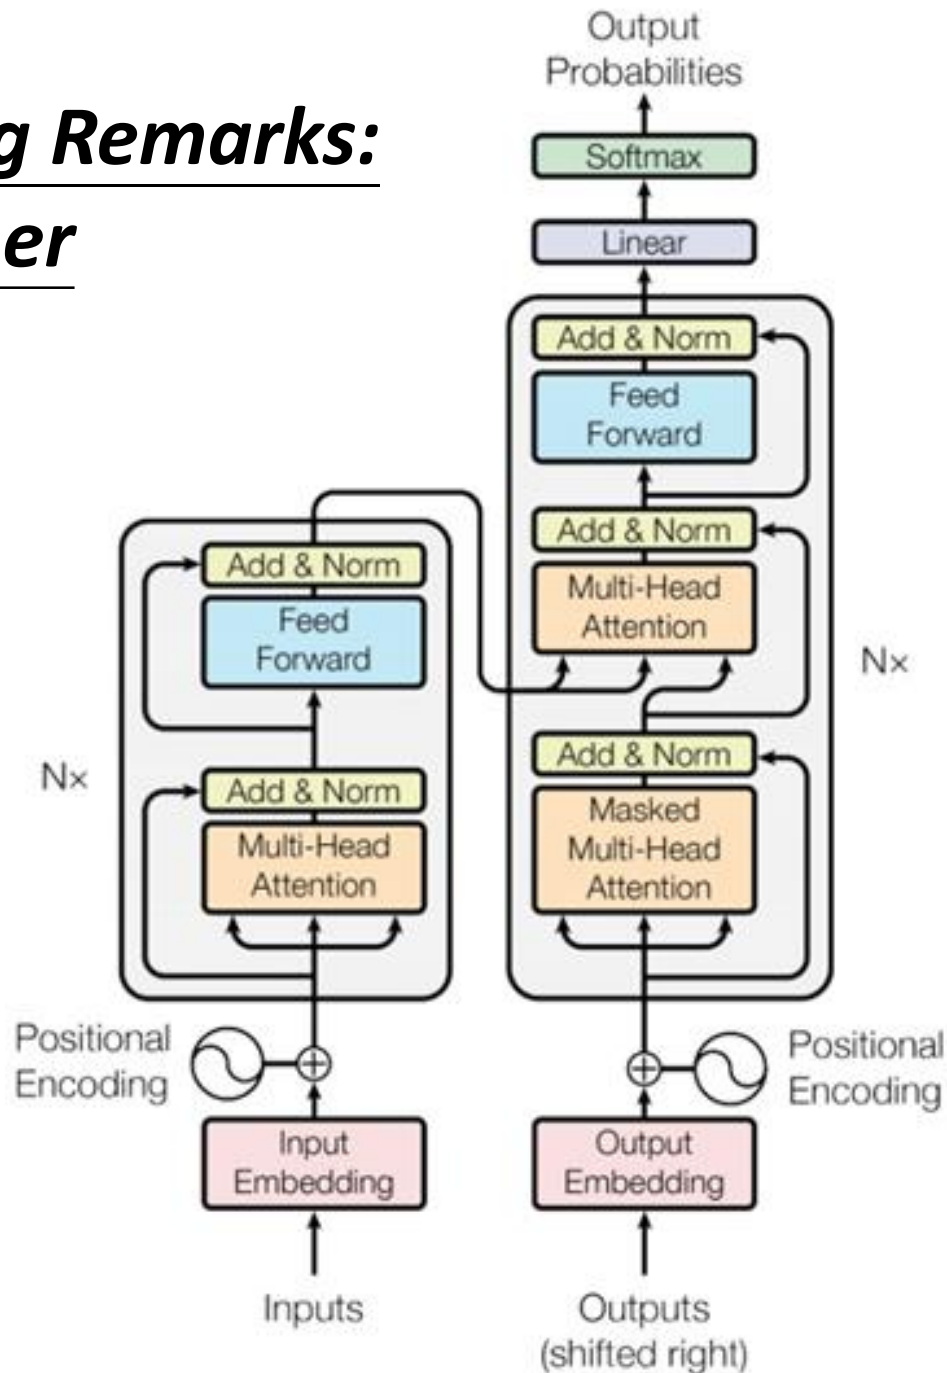 g Remarks:
er
Output
Probabilities
Softmax
Linear
Add & Norm
Feed
Forward
Add & Norm
Multi-Head
Attention
Add & Norm
Masked
Multi-Head
Attention
N×
Add & Norm
Feed
Forward
Add & Norm
Multi-Head
Attention
N×
Positional
Encoding
Positional
Encoding
Input
Embedding
Output
Embedding
Inputs
Outputs
(shifted right)